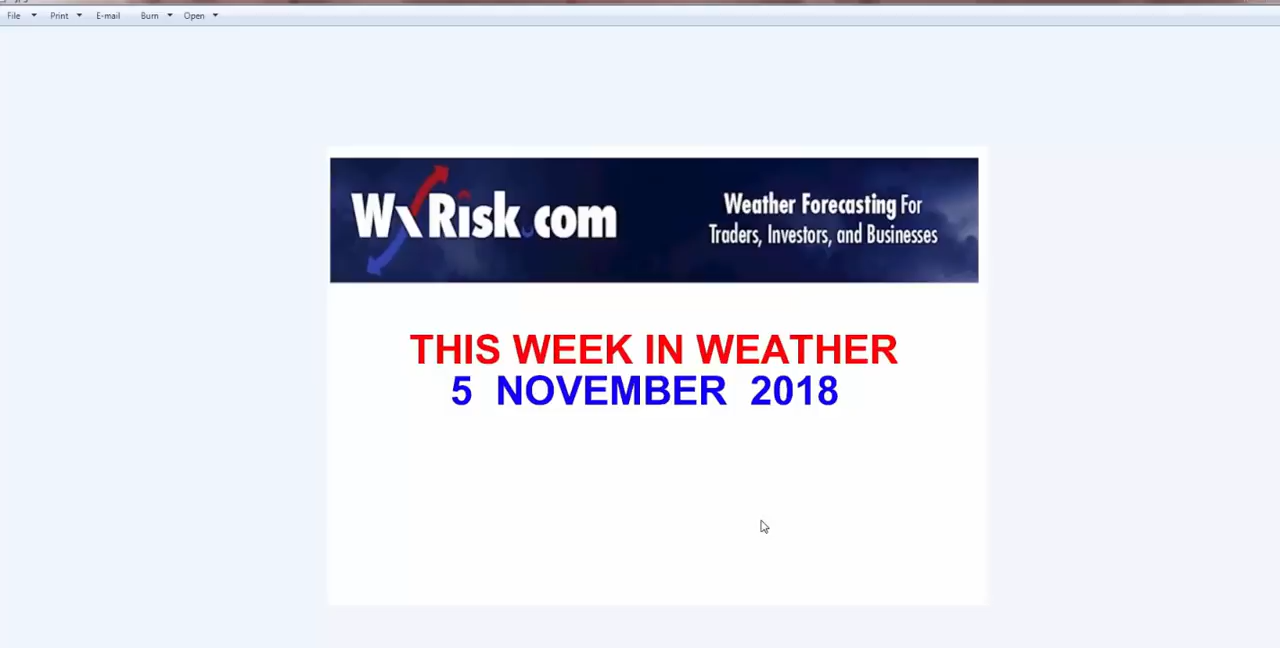 File Print E-mail Burn Open
WxRisk.com
Weather Forecasting For
Traders, Investors, and Businesses
THIS WEEK IN WEATHER
5 NOVEMBER 2018